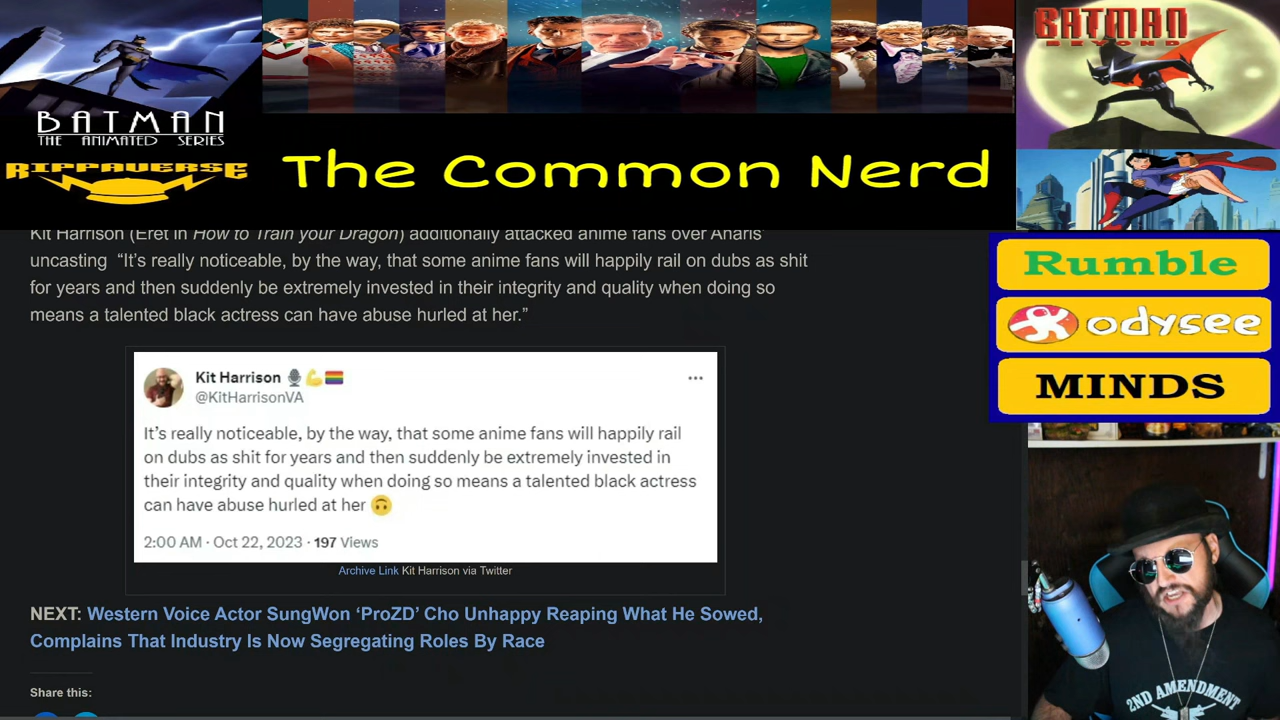 BATMAN
THE ANIMATED SERIES
RIPPAVERSE
The Common Nerd
BATMAN
BEYOND
Kit Harrison (Eret in How to Train your Dragon) additionally attacked anime fans over Anaris'
uncasting “It’s really noticeable, by the way, that some anime fans will happily rail on dubs as shit
for years and then suddenly be extremely invested in their integrity and quality when doing so
means a talented black actress can have abuse hurled at her.”
Kit Harrison 🎙️💪🏳️‍🌈
@KitHarrisonVA
It’s really noticeable, by the way, that some anime fans will happily rail
on dubs as shit for years and then suddenly be extremely invested in
their integrity and quality when doing so means a talented black actress
can have abuse hurled at her 🙃
2:00 AM · Oct 22, 2023 · 197 Views
Archive Link Kit Harrison via Twitter
NEXT: Western Voice Actor SungWon ‘ProZD’ Cho Unhappy Reaping What He Sowed,
Complains That Industry Is Now Segregating Roles By Race
Share this:
Rumble
odysee
MINDS
2ND AMENDMENT